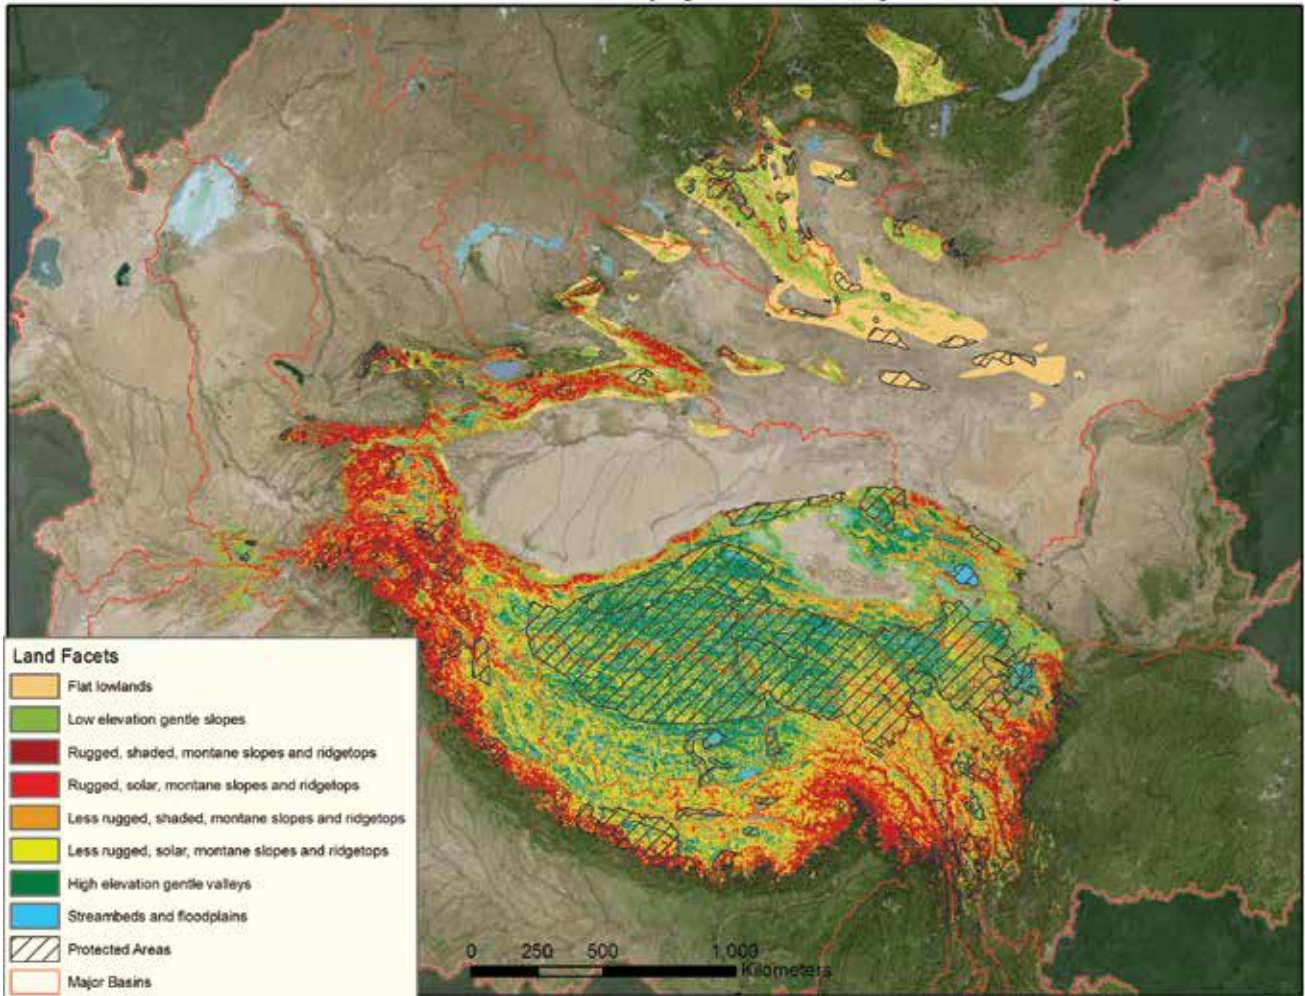 Land Facets
Flat lowlands
Low elevation gentle slopes
Rugged, shaded, montane slopes and ridgetops
Rugged, solar, montane slopes and ridgetops
Less rugged, shaded, montane slopes and ridgetops
Less rugged, solar, montane slopes and ridgetops
High elevation gentle valleys
Streambeds and floodplains
Protected Areas
Major Basins
0 250 500 1,000
Kilometers